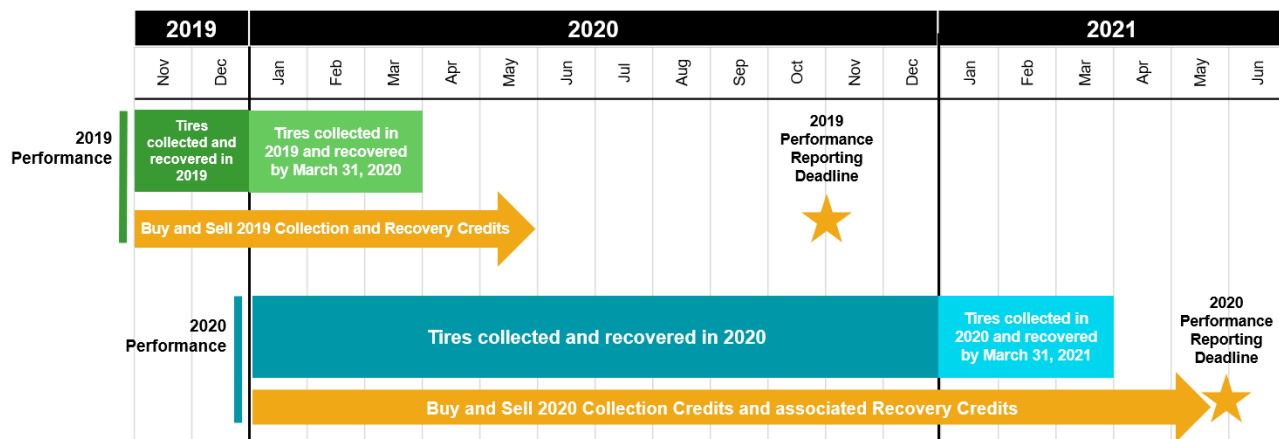 2019
2020
2021
Nov
Dec
Jan
Feb
Mar
Apr
May
Jun
Jul
Aug
Sep
Oct
Nov
Dec
Jan
Feb
Mar
Apr
May
Jun
2019
Performance
Tires
collected and
recovered in
2019
Tires collected in
2019 and recovered
by March 31, 2020
2019
Performance
Reporting
Deadline
Buy and Sell 2019 Collection and Recovery Credits
2020
Performance
Tires collected and recovered in 2020
Tires collected in
2020 and recovered
by March 31, 2021
2020
Performance
Reporting
Deadline
Buy and Sell 2020 Collection Credits and associated Recovery Credits